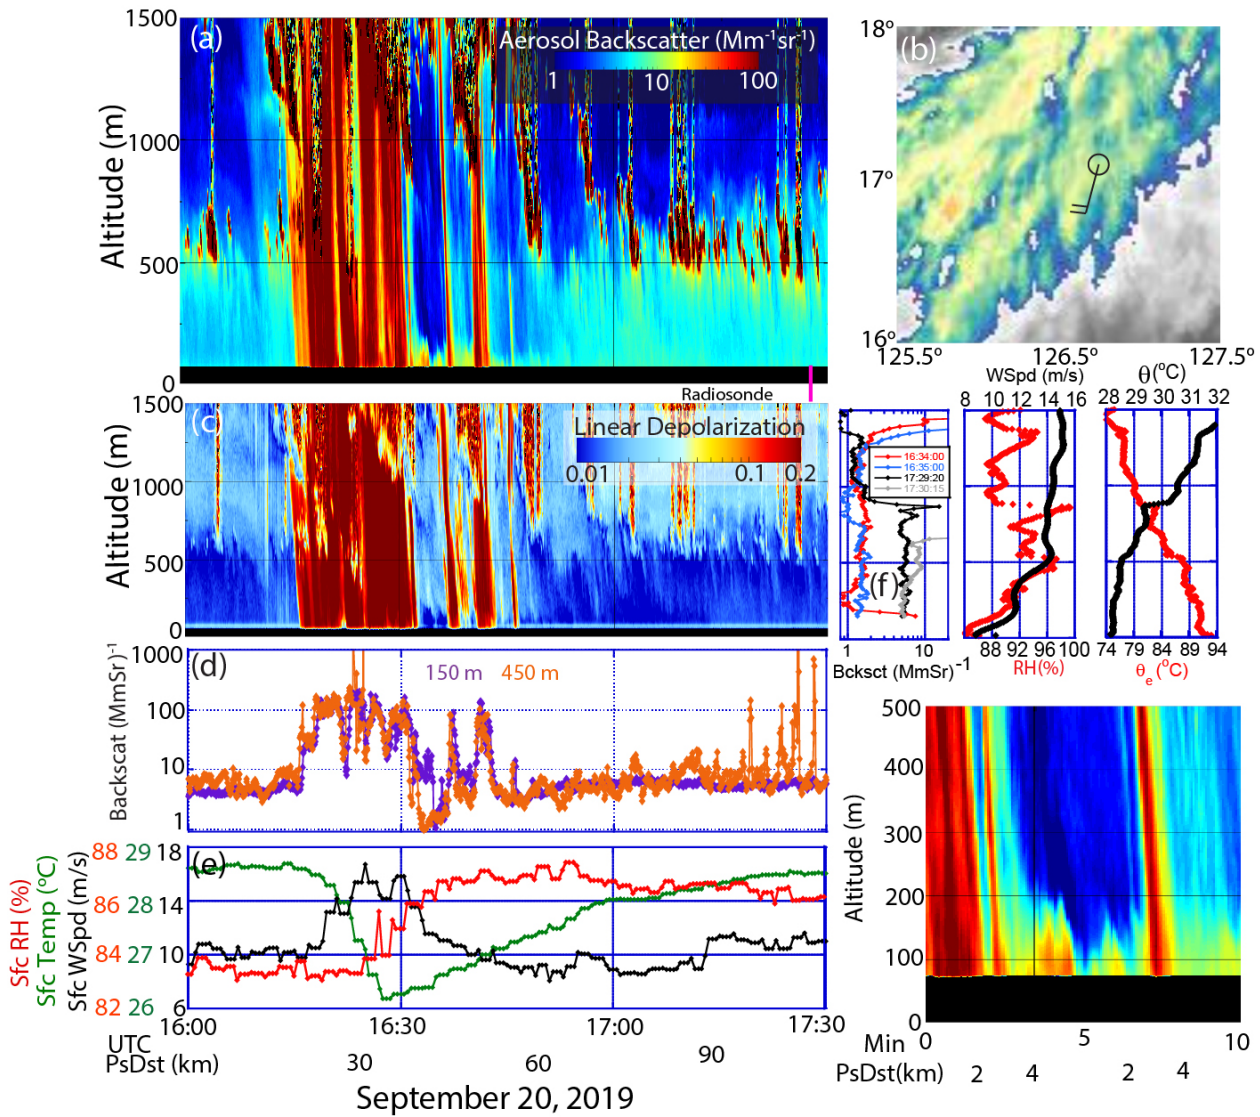 (a)
Aerosol Backscatter (Mm⁻¹sr⁻¹)
1 10 100
Altitude (m)
1500
1000
500
0
Radiosonde
(b)
18°
17°
16°
125.5° 126.5° 127.5°
(c)
Linear Depolarization
0.01 0.1 0.2
Altitude (m)
1500
1000
500
0
WSpd (m/s) θ(°C)
8 10 12 14 16 28 29 30 31 32
16:34:00
16:35:00
17:29:20
17:30:15
(f)
1 10 88 92 96 100 74 79 84 89 94
Bcksct (MmSr)⁻¹ RH(%) θe(°C)
(d)
150 m 450 m
Backscat (MmSr)⁻¹
1000
100
10
1
(e)
Sfc RH (%)
Sfc Temp (°C)
Sfc WSpd (m/s)
88 29 18
86 28 14
84 27 10
82 26 6
16:00 16:30 17:00 17:30
UTC
PsDst (km) 30 60 90
September 20, 2019
Altitude (m)
500
400
300
200
100
0
Min 0 5 10
PsDst(km) 2 4 2 4